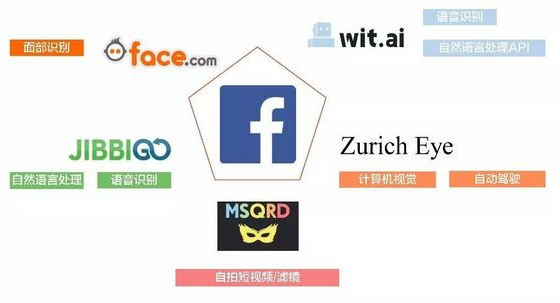 语音识别
面部识别
face.com
wit.ai
自然语言处理API
f
JIBBIGO
Zurich Eye
自然语言处理
语音识别
计算机视觉
自动驾驶
MSQRD
自拍短视频/滤镜